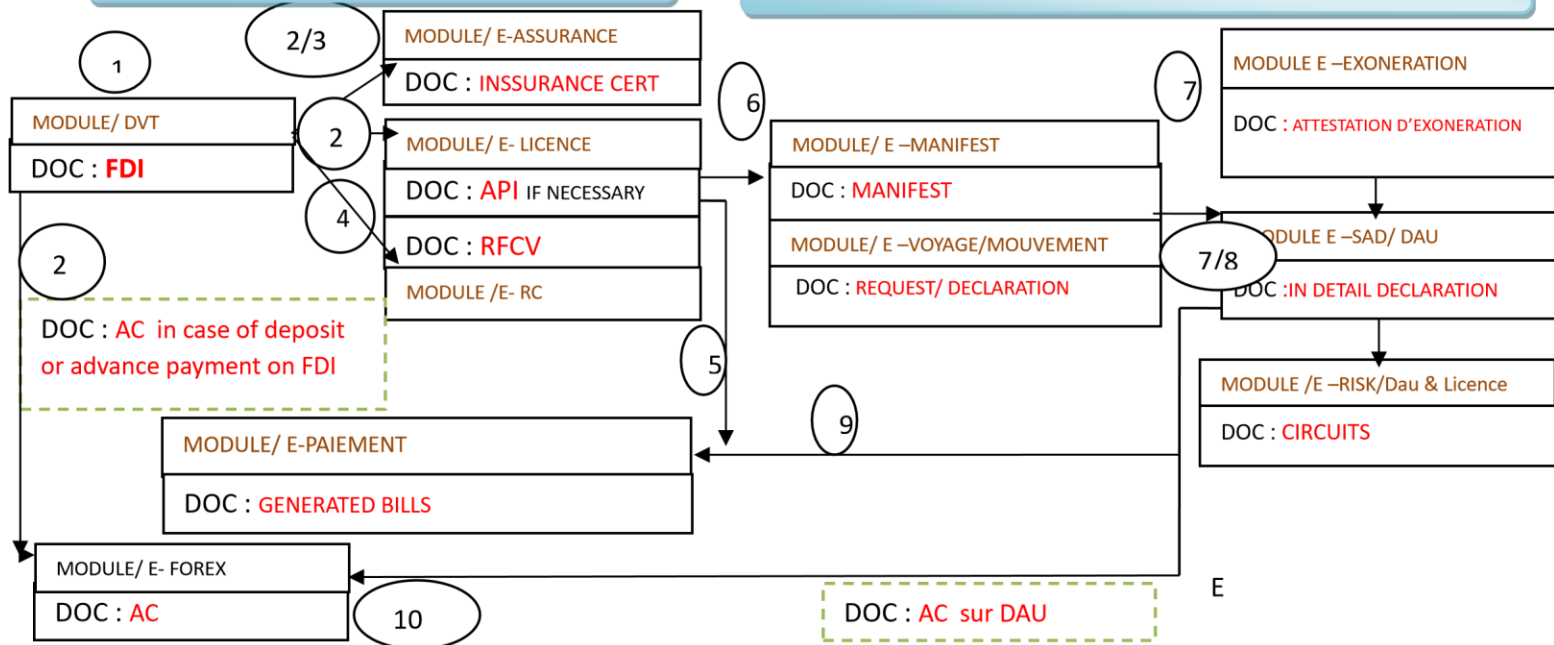 1
2/3
MODULE/ E-ASSURANCE
DOC : INSSURANCE CERT
MODULE/ DVT
DOC : FDI
2
MODULE/ E- LICENCE
DOC : API IF NECESSARY
DOC : RFCV
MODULE /E- RC
4
2
DOC : AC in case of deposit
or advance payment on FDI
5
6
MODULE/ E –MANIFEST
DOC : MANIFEST
MODULE/ E –VOYAGE/MOUVEMENT
DOC : REQUEST/ DECLARATION
7
MODULE E –EXONERATION
DOC : ATTESTATION D’EXONERATION
7/8
ODULE E –SAD/ DAU
DOC :IN DETAIL DECLARATION
MODULE /E –RISK/Dau & Licence
DOC : CIRCUITS
9
MODULE/ E-PAIEMENT
DOC : GENERATED BILLS
MODULE/ E- FOREX
DOC : AC
10
DOC : AC sur DAU
E